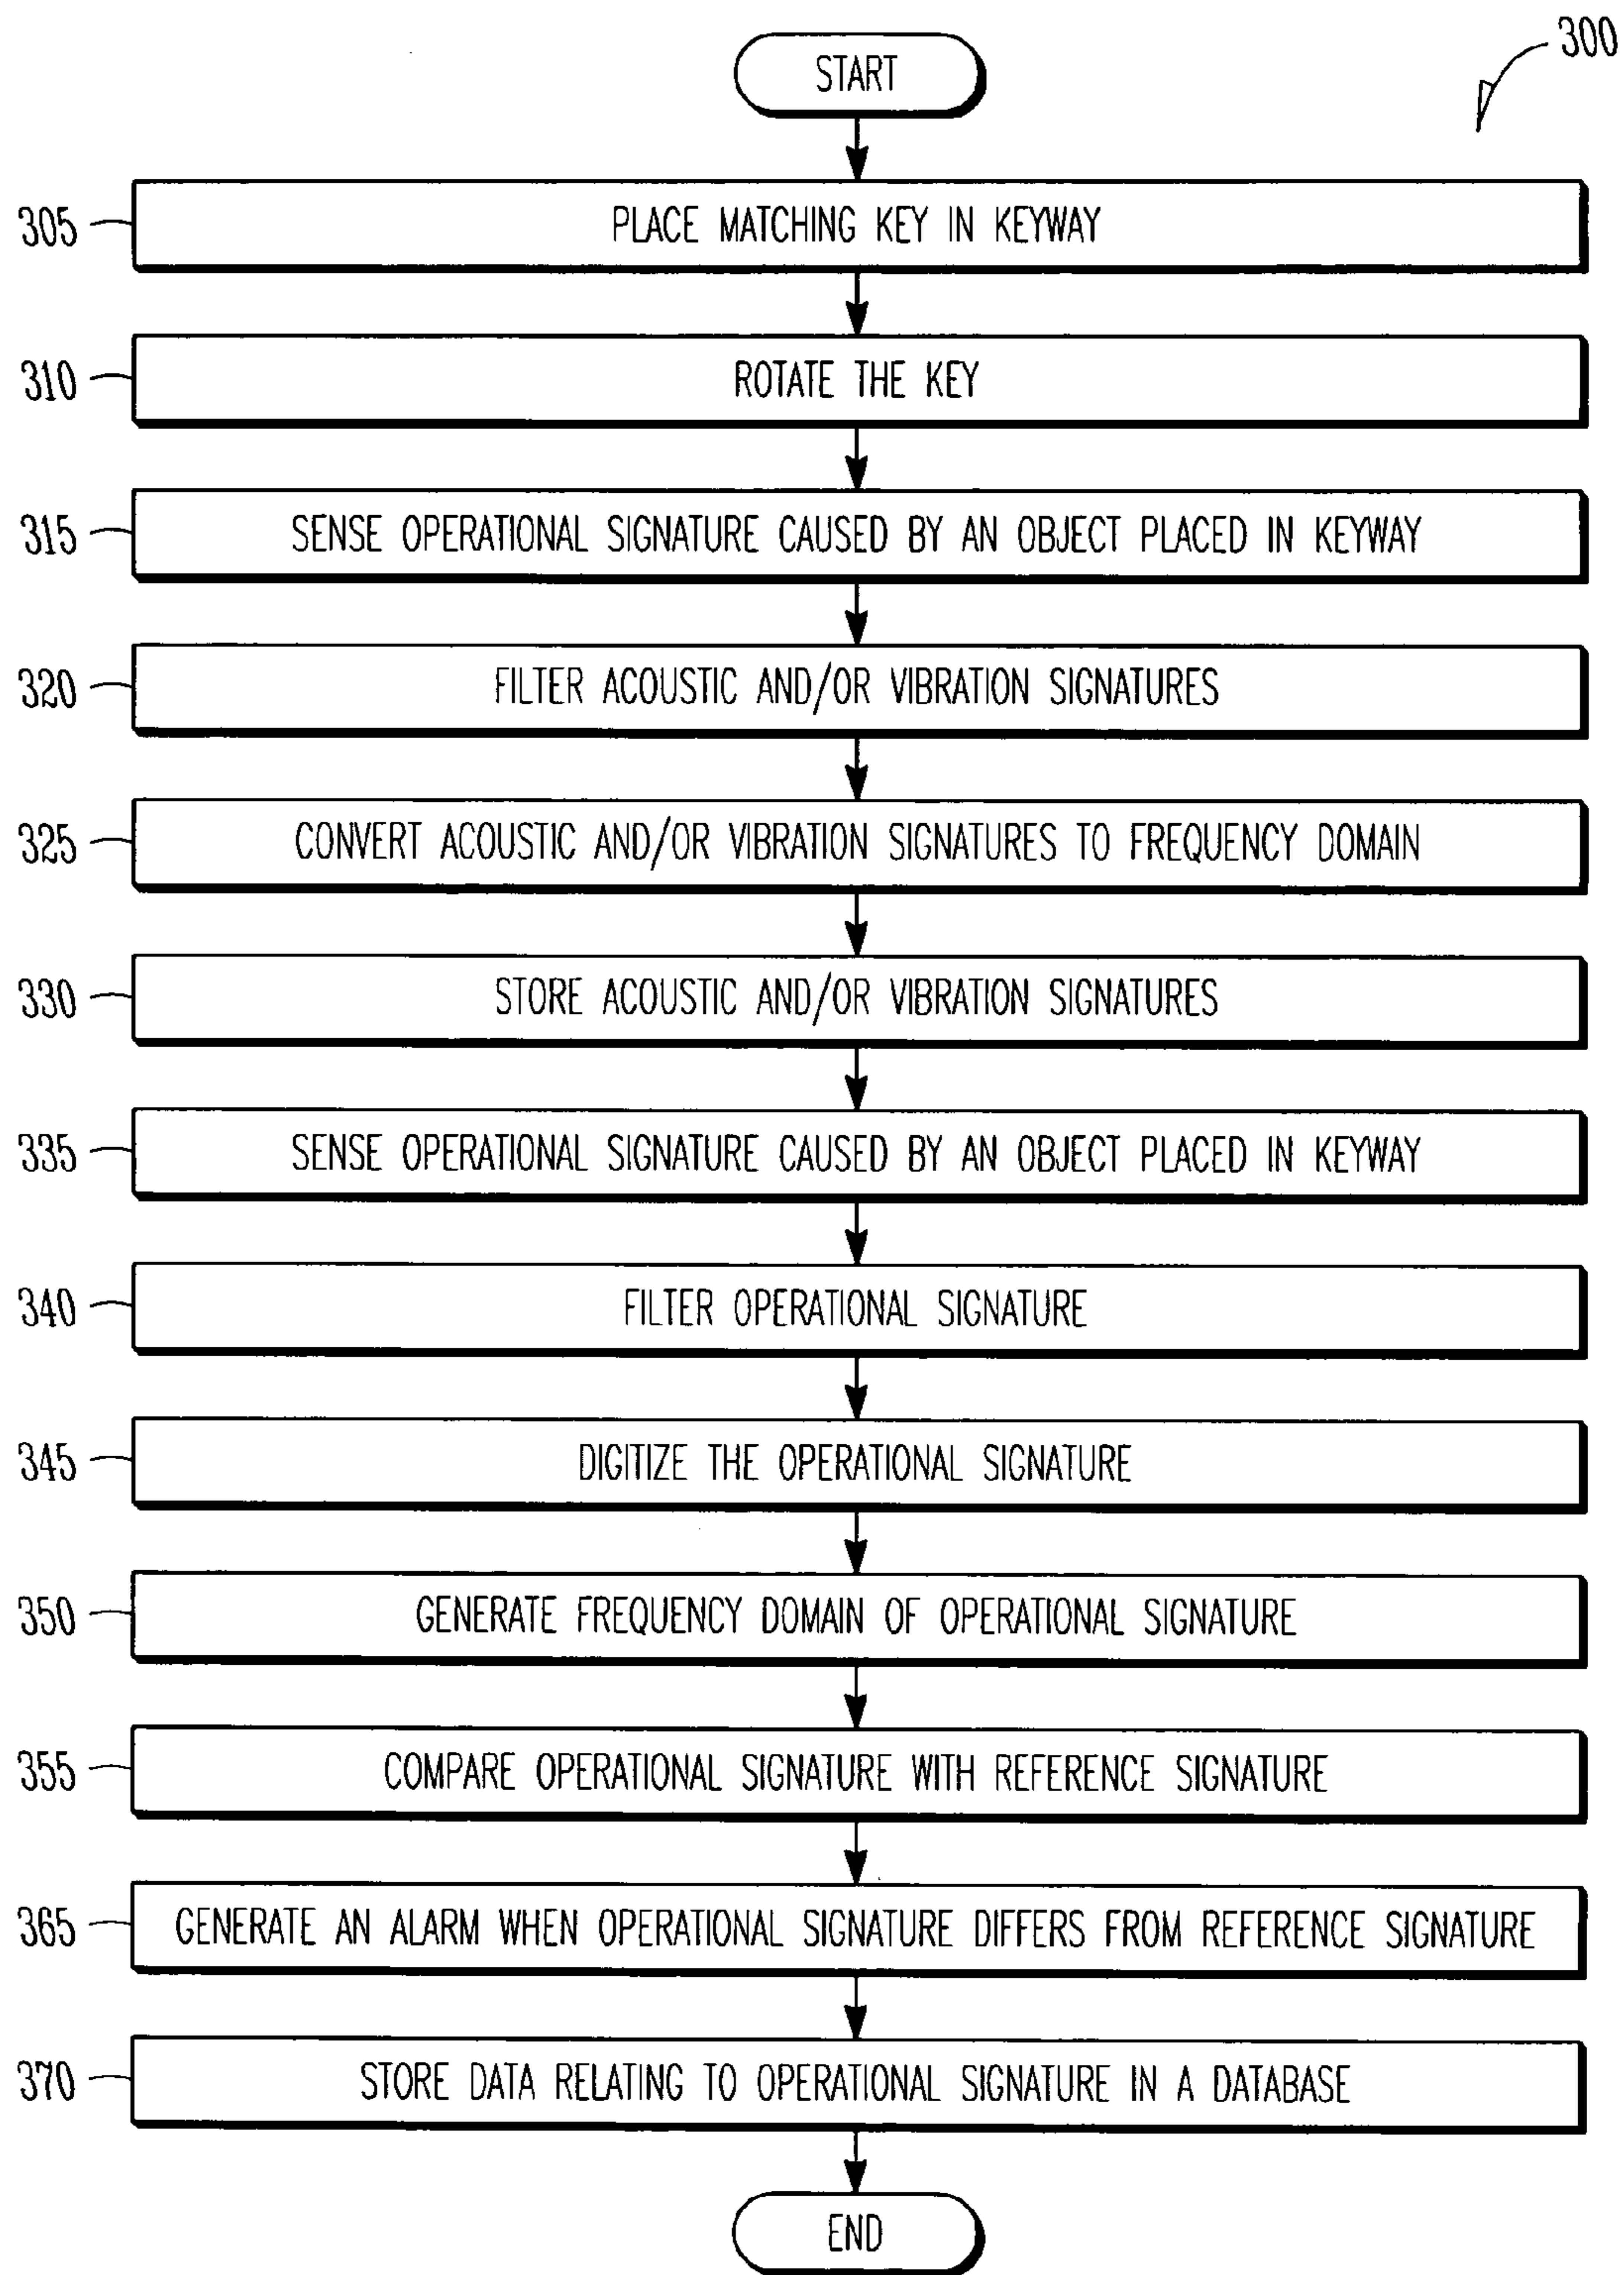 300
START
305 PLACE MATCHING KEY IN KEYWAY
310 ROTATE THE KEY
315 SENSE OPERATIONAL SIGNATURE CAUSED BY AN OBJECT PLACED IN KEYWAY
320 FILTER ACOUSTIC AND/OR VIBRATION SIGNATURES
325 CONVERT ACOUSTIC AND/OR VIBRATION SIGNATURES TO FREQUENCY DOMAIN
330 STORE ACOUSTIC AND/OR VIBRATION SIGNATURES
335 SENSE OPERATIONAL SIGNATURE CAUSED BY AN OBJECT PLACED IN KEYWAY
340 FILTER OPERATIONAL SIGNATURE
345 DIGITIZE THE OPERATIONAL SIGNATURE
350 GENERATE FREQUENCY DOMAIN OF OPERATIONAL SIGNATURE
355 COMPARE OPERATIONAL SIGNATURE WITH REFERENCE SIGNATURE
365 GENERATE AN ALARM WHEN OPERATIONAL SIGNATURE DIFFERS FROM REFERENCE SIGNATURE
370 STORE DATA RELATING TO OPERATIONAL SIGNATURE IN A DATABASE
END